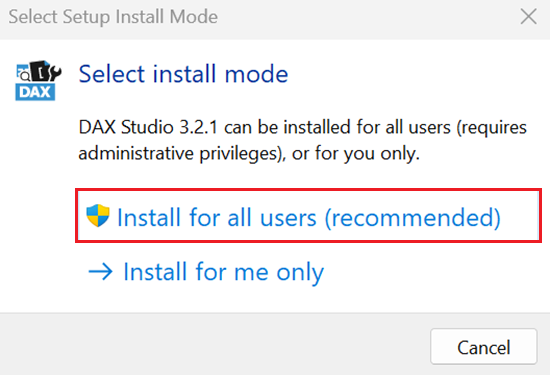 Select Setup Install Mode
DAX
Select install mode
DAX Studio 3.2.1 can be installed for all users (requires
administrative privileges), or for you only.
Install for all users (recommended)
Install for me only
Cancel